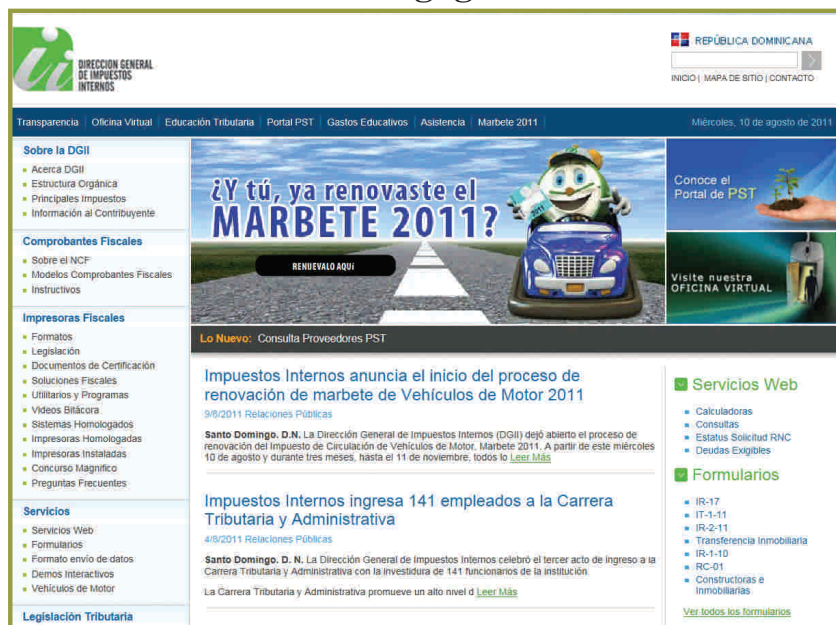 DIRECCION GENERAL
DE IMPUESTOS
INTERNOS
REPÚBLICA DOMINICANA
INICIO | MAPA DE SITIO | CONTACTO
Transparencia | Oficina Virtual | Educación Tributaria | Portal PST | Gastos Educativos | Asistencia | Marbete 2011
Miércoles, 10 de agosto de 2011
Sobre la DGII
Acerca DGII
Estructura Orgánica
Principales Impuestos
Información al Contribuyente
Comprobantes Fiscales
Sobre el NCF
Modelos Comprobantes Fiscales
Instructivos
Impresoras Fiscales
Formatos
Legislación
Documentos de Certificación
Soluciones Fiscales
Utilitarios y Programas
Videos Bitácora
Sistemas Homologados
Impresoras Homologadas
Impresoras Instaladas
Concurso Magnifico
Preguntas Frecuentes
Servicios
Servicios Web
Formularios
Formato envío de datos
Demos Interactivos
Vehículos de Motor
Legislación Tributaria
¿Y tú, ya renovaste el
MARBETE 2011?
RENUEVALO AQUÍ
2011
Conoce el
Portal de PST
Visite nuestra
OFICINA VIRTUAL
Lo Nuevo: Consulta Proveedores PST
Impuestos Internos anuncia el inicio del proceso de
renovación de marbete de Vehículos de Motor 2011
9/8/2011 Relaciones Públicas
Santo Domingo. D.N. La Dirección General de Impuestos Internos (DGII) dejó abierto el proceso de
renovación del Impuesto de Circulación de Vehículos de Motor, Marbete 2011. A partir de este miércoles
10 de agosto y durante tres meses, hasta el 11 de noviembre, todos lo Leer Más
Impuestos Internos ingresa 141 empleados a la Carrera
Tributaria y Administrativa
4/8/2011 Relaciones Públicas
Santo Domingo. D. N. La Dirección General de Impuestos Internos celebró el tercer acto de ingreso a la
Carrera Tributaria y Administrativa con la investidura de 141 funcionarios de la institución
La Carrera Tributaria y Administrativa promueve un alto nivel d Leer Más
Servicios Web
Calculadoras
Consultas
Estatus Solicitud RNC
Deudas Exigibles
Formularios
IR-17
IT-1-11
IR-2-11
Transferencia Inmobiliaria
IR-1-10
RC-01
Constructoras e
Inmobiliarias
Ver todos los formularios